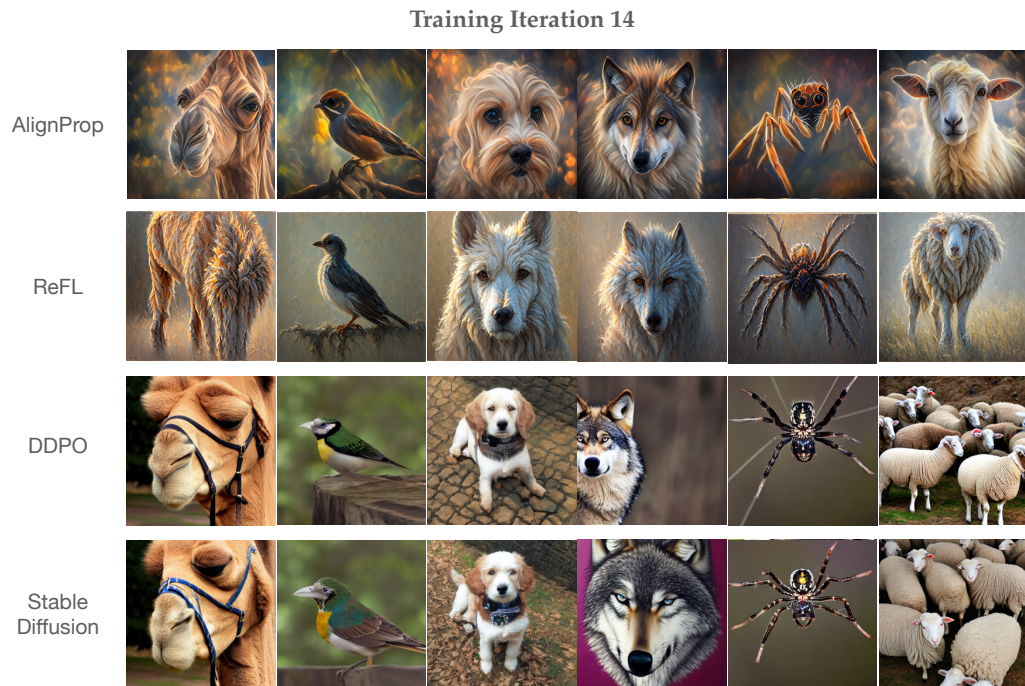 Training Iteration 14
AlignProp
ReFL
DDPO
Stable
Diffusion